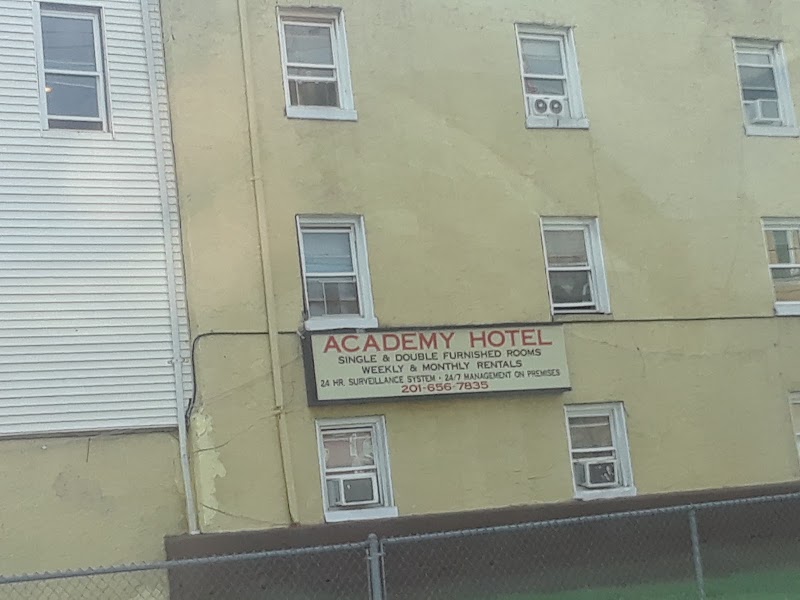 ACADEMY HOTEL
SINGLE & DOUBLE FURNISHED ROOMS
WEEKLY & MONTHLY RENTALS
24 HR. SURVEILLANCE SYSTEM · 24/7 MANAGEMENT ON PREMISES
201-656-7835